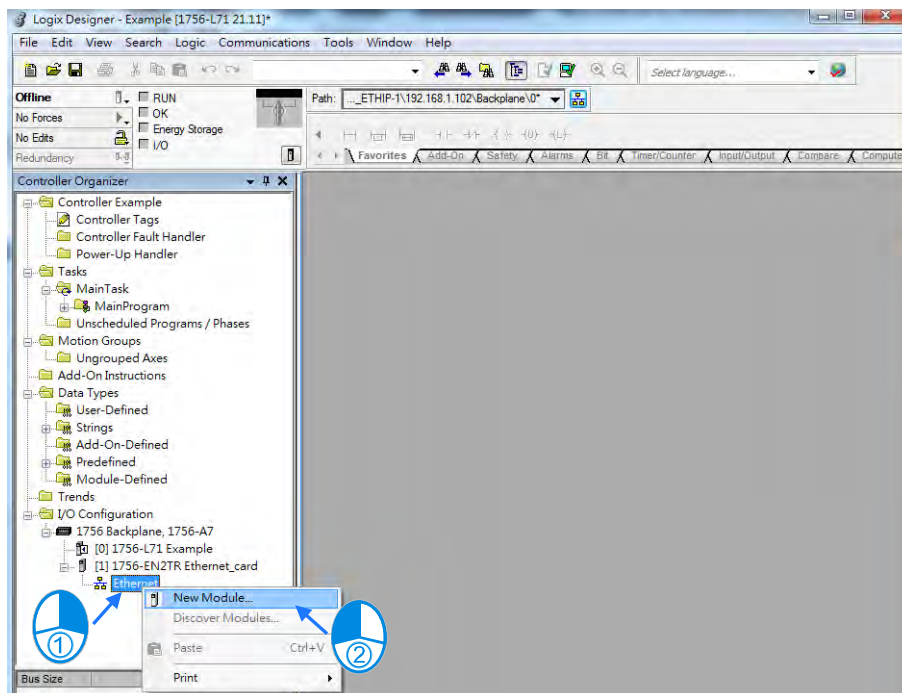 Logix Designer - Example [1756-L71 21.11]*
File Edit View Search Logic Communications Tools Window Help
Select language...
Offline RUN Path: ..._ETHIP-1\192.168.1.102\Backplane\0*
No Forces OK
No Edits Energy Storage
Redundancy I/O
Favorites Add-On Safety Alarms Bit Timer/Counter Input/Output Compare Compute
Controller Organizer
Controller Example
Controller Tags
Controller Fault Handler
Power-Up Handler
Tasks
MainTask
MainProgram
Unscheduled Programs / Phases
Motion Groups
Ungrouped Axes
Add-On Instructions
Data Types
User-Defined
Strings
Add-On-Defined
Predefined
Module-Defined
Trends
I/O Configuration
1756 Backplane, 1756-A7
[0] 1756-L71 Example
[1] 1756-EN2TR Ethernet_card
Ethernet
New Module...
Discover Modules...
① ②
Paste Ctrl+V
Print
Bus Size